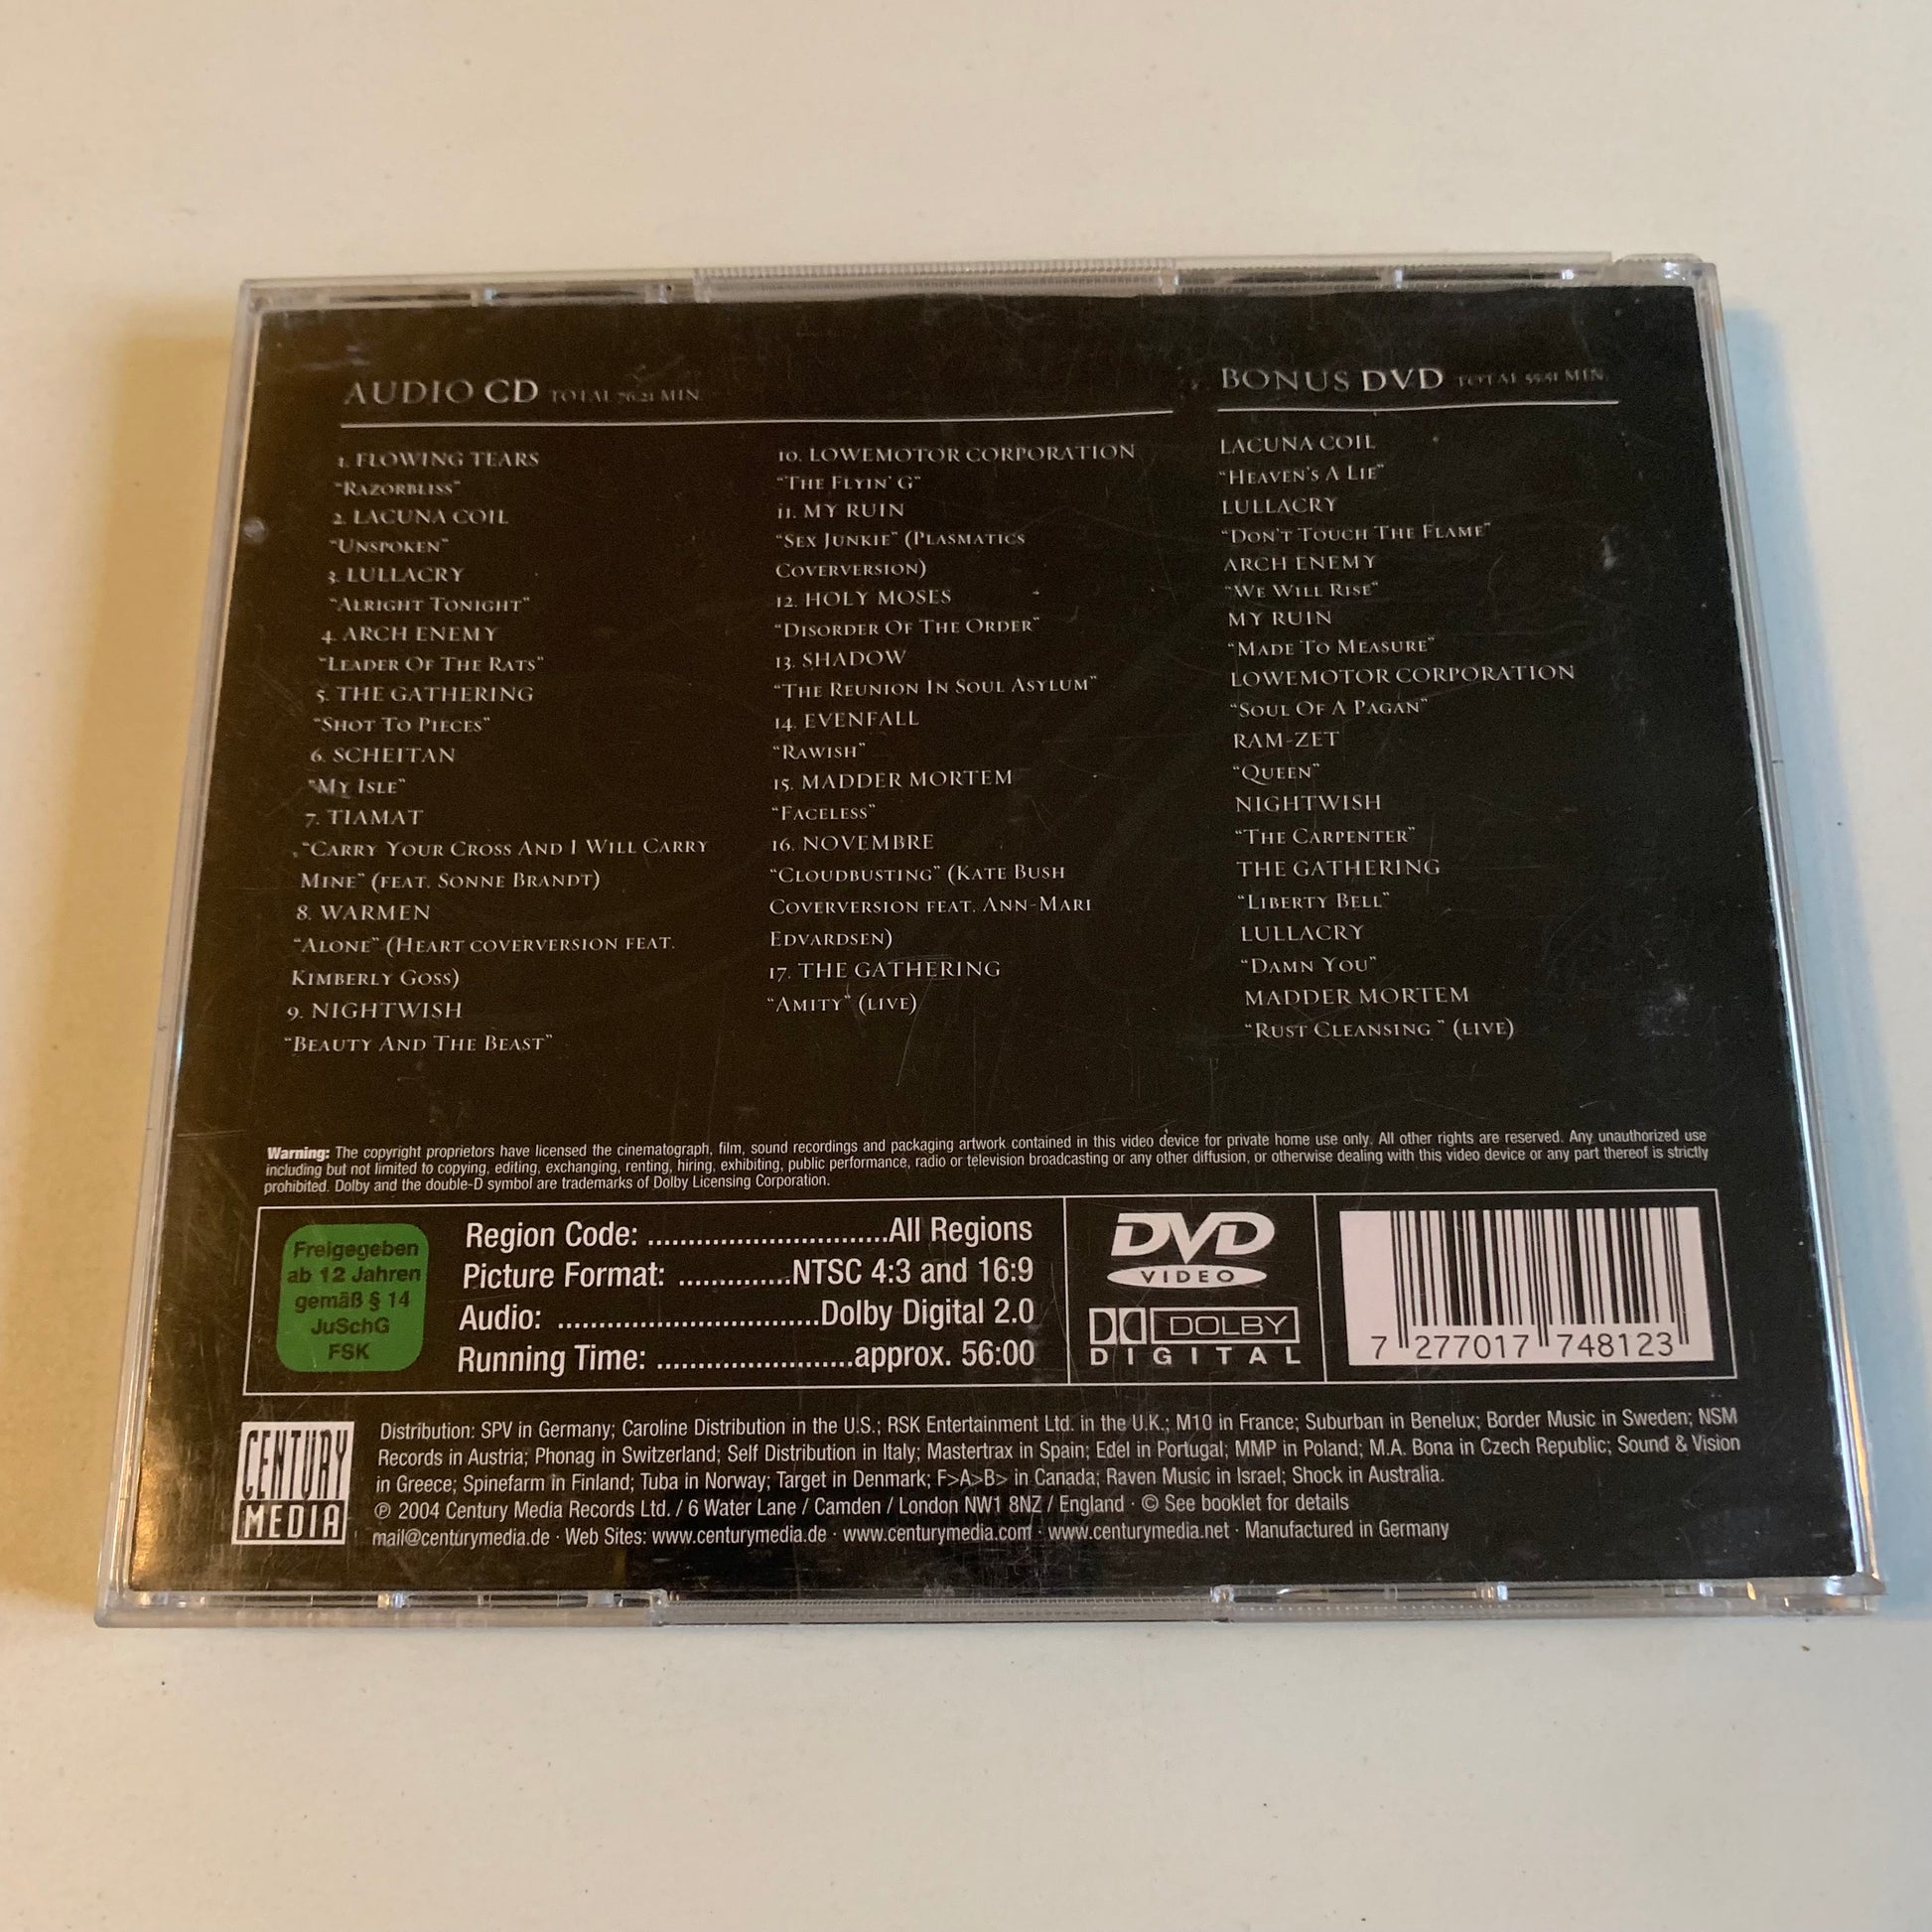 AUDIO CD TOTAL 76.21 MIN.
1. FLOWING TEARS
"RAZORBLISS"
2. LACUNA COIL
"UNSPOKEN"
3. LULLACRY
"ALRIGHT TONIGHT"
4. ARCH ENEMY
"LEADER OF THE RATS"
5. THE GATHERING
"SHOT TO PIECES"
6. SCHEITAN
"MY ISLE"
7. TIAMAT
"CARRY YOUR CROSS AND I WILL CARRY
MINE" (FEAT. SONNE BRANDT)
8. WARMEN
"ALONE" (HEART COVERVERSION FEAT.
KIMBERLY GOSS)
9. NIGHTWISH
"BEAUTY AND THE BEAST"
10. LOWEMOTOR CORPORATION
"THE FLYIN' G"
11. MY RUIN
"SEX JUNKIE" (PLASMATICS
COVERVERSION)
12. HOLY MOSES
"DISORDER OF THE ORDER"
13. SHADOW
"THE REUNION IN SOUL ASYLUM"
14. EVENFALL
"RAWISH"
15. MADDER MORTEM
"FACELESS"
16. NOVEMBRE
"CLOUDBUSTING" (KATE BUSH
COVERVERSION FEAT. ANN-MARI
EDVARDSEN)
17. THE GATHERING
"AMITY" (LIVE)
BONUS DVD TOTAL 55.51 MIN.
LACUNA COIL
"HEAVEN'S A LIE"
LULLACRY
"DON'T TOUCH THE FLAME"
ARCH ENEMY
"WE WILL RISE"
MY RUIN
"MADE TO MEASURE"
LOWEMOTOR CORPORATION
"SOUL OF A PAGAN"
RAM-ZET
"QUEEN"
NIGHTWISH
"THE CARPENTER"
THE GATHERING
"LIBERTY BELL"
LULLACRY
"DAMN YOU"
MADDER MORTEM
"RUST CLEANSING " (LIVE)
Warning: The copyright proprietors have licensed the cinematograph, film, sound recordings and packaging artwork contained in this video device for private home use only. All other rights are reserved. Any unauthorized use
including but not limited to copying, editing, exchanging, renting, hiring, exhibiting, public performance, radio or television broadcasting or any other diffusion, or otherwise dealing with this video device or any part thereof is strictly
prohibited. Dolby and the double-D symbol are trademarks of Dolby Licensing Corporation.
Freigegeben
ab 12 Jahren
gemäß § 14
JuSchG
FSK
Region Code: .............................All Regions
Picture Format: ..............NTSC 4:3 and 16:9
Audio: ................................Dolby Digital 2.0
Running Time: ........................approx. 56:00
DVD
VIDEO
DOLBY
DIGITAL
7 277017 748123
CENTURY
MEDIA
Distribution: SPV in Germany; Caroline Distribution in the U.S.; RSK Entertainment Ltd. in the U.K.; M10 in France; Suburban in Benelux; Border Music in Sweden; NSM
Records in Austria; Phonag in Switzerland; Self Distribution in Italy; Mastertrax in Spain; Edel in Portugal; MMP in Poland; M.A. Bona in Czech Republic; Sound & Vision
in Greece; Spinefarm in Finland; Tuba in Norway; Target in Denmark; F>A>B> in Canada; Raven Music in Israel; Shock in Australia.
℗ 2004 Century Media Records Ltd. / 6 Water Lane / Camden / London NW1 8NZ / England · © See booklet for details
mail@centurymedia.de · Web Sites: www.centurymedia.de · www.centurymedia.com · www.centurymedia.net · Manufactured in Germany